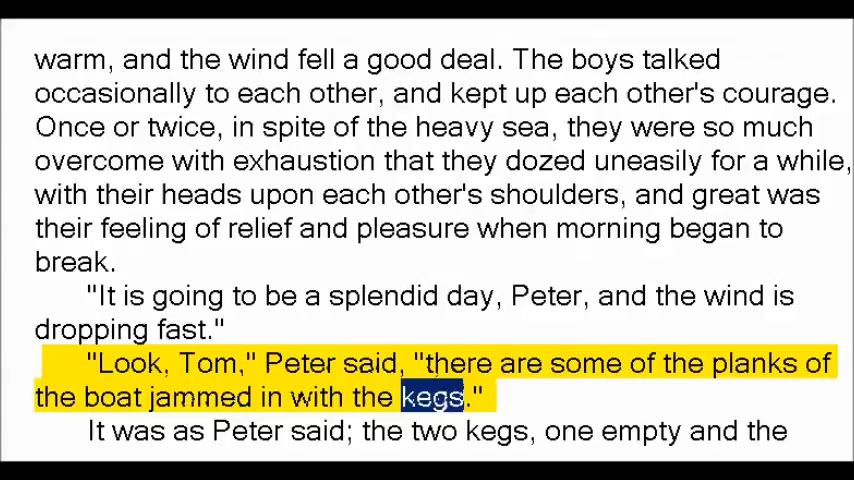 warm, and the wind fell a good deal. The boys talked
occasionally to each other, and kept up each other's courage.
Once or twice, in spite of the heavy sea, they were so much
overcome with exhaustion that they dozed uneasily for a while,
with their heads upon each other's shoulders, and great was
their feeling of relief and pleasure when morning began to
break.
"It is going to be a splendid day, Peter, and the wind is
dropping fast."
"Look, Tom," Peter said, "there are some of the planks of
the boat jammed in with the kegs."
It was as Peter said; the two kegs, one empty and the